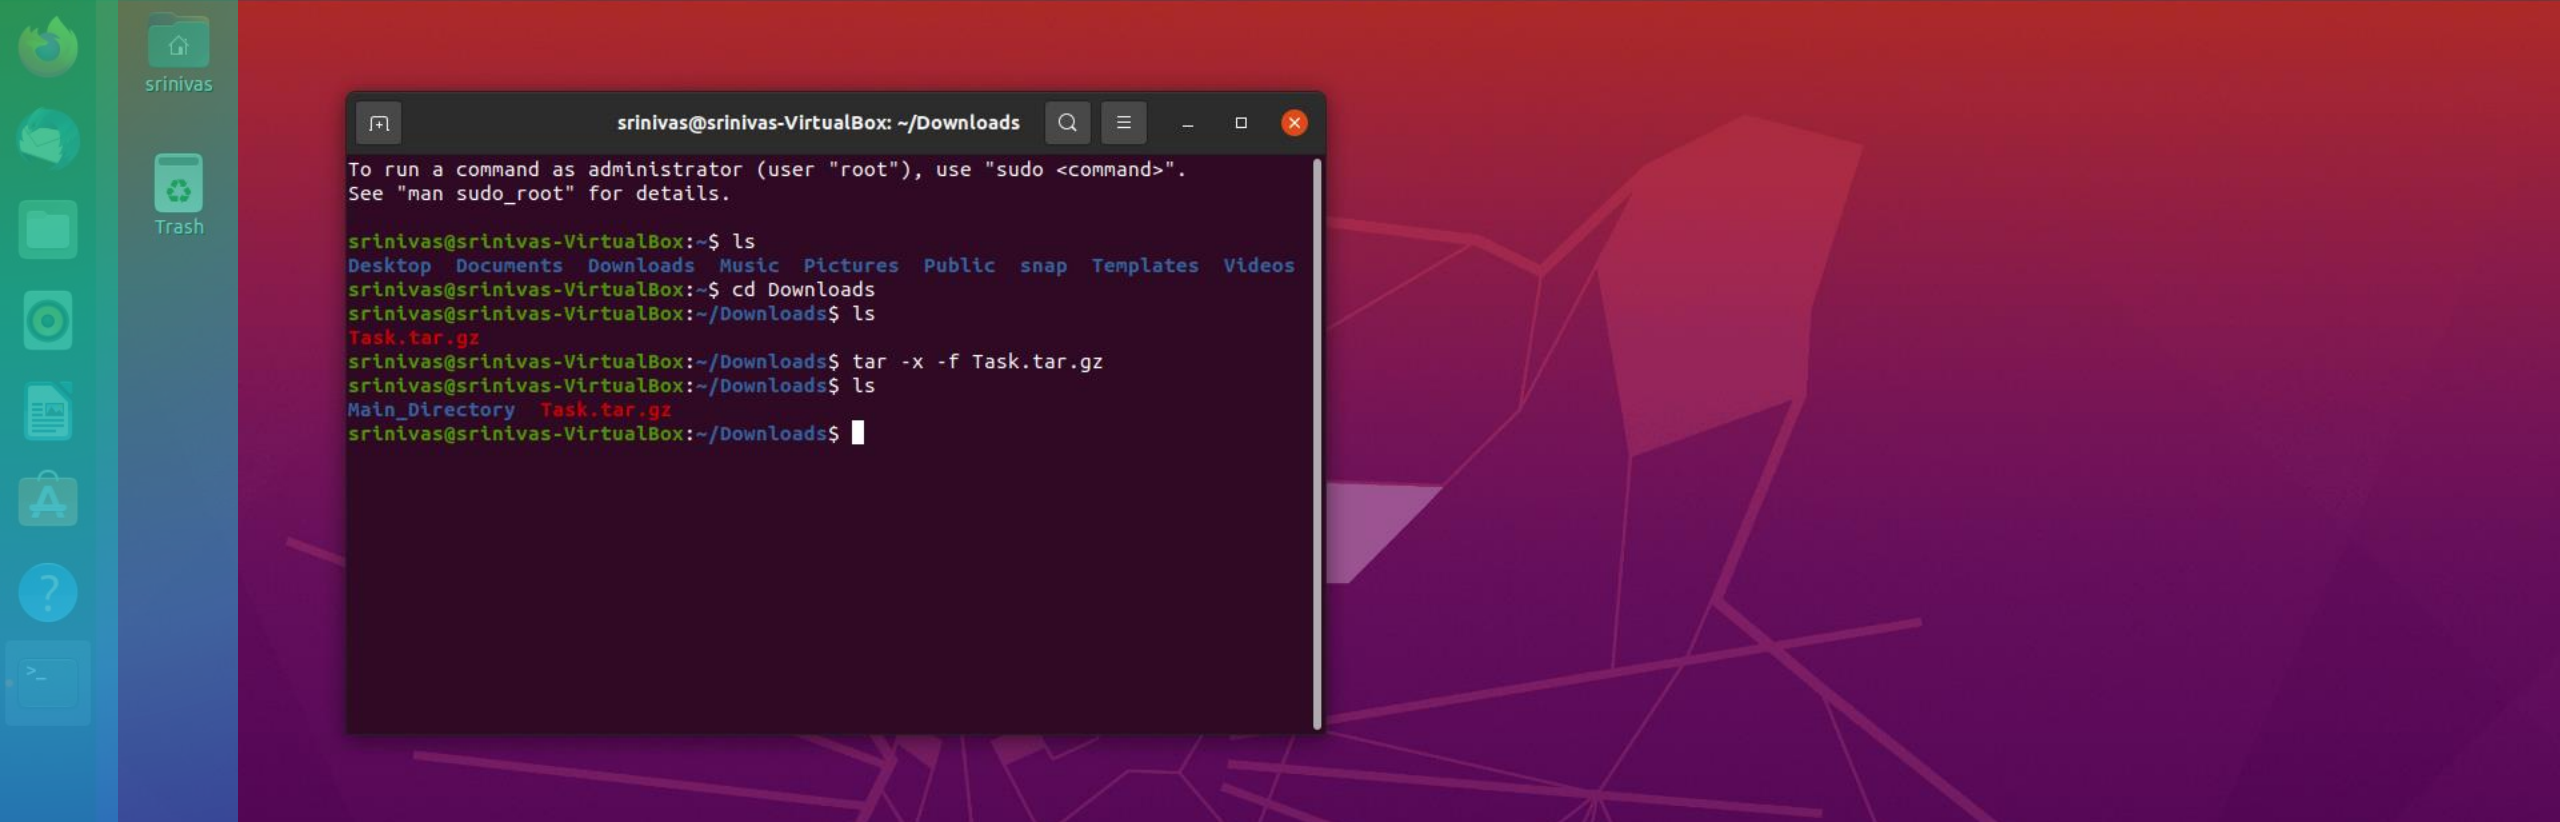 srinivas
Trash
srinivas@srinivas-VirtualBox: ~/Downloads
To run a command as administrator (user "root"), use "sudo <command>".
See "man sudo_root" for details.
srinivas@srinivas-VirtualBox:~$ ls
Desktop Documents Downloads Music Pictures Public snap Templates Videos
srinivas@srinivas-VirtualBox:~$ cd Downloads
srinivas@srinivas-VirtualBox:~/Downloads$ ls
Task.tar.gz
srinivas@srinivas-VirtualBox:~/Downloads$ tar -x -f Task.tar.gz
srinivas@srinivas-VirtualBox:~/Downloads$ ls
Main_Directory Task.tar.gz
srinivas@srinivas-VirtualBox:~/Downloads$